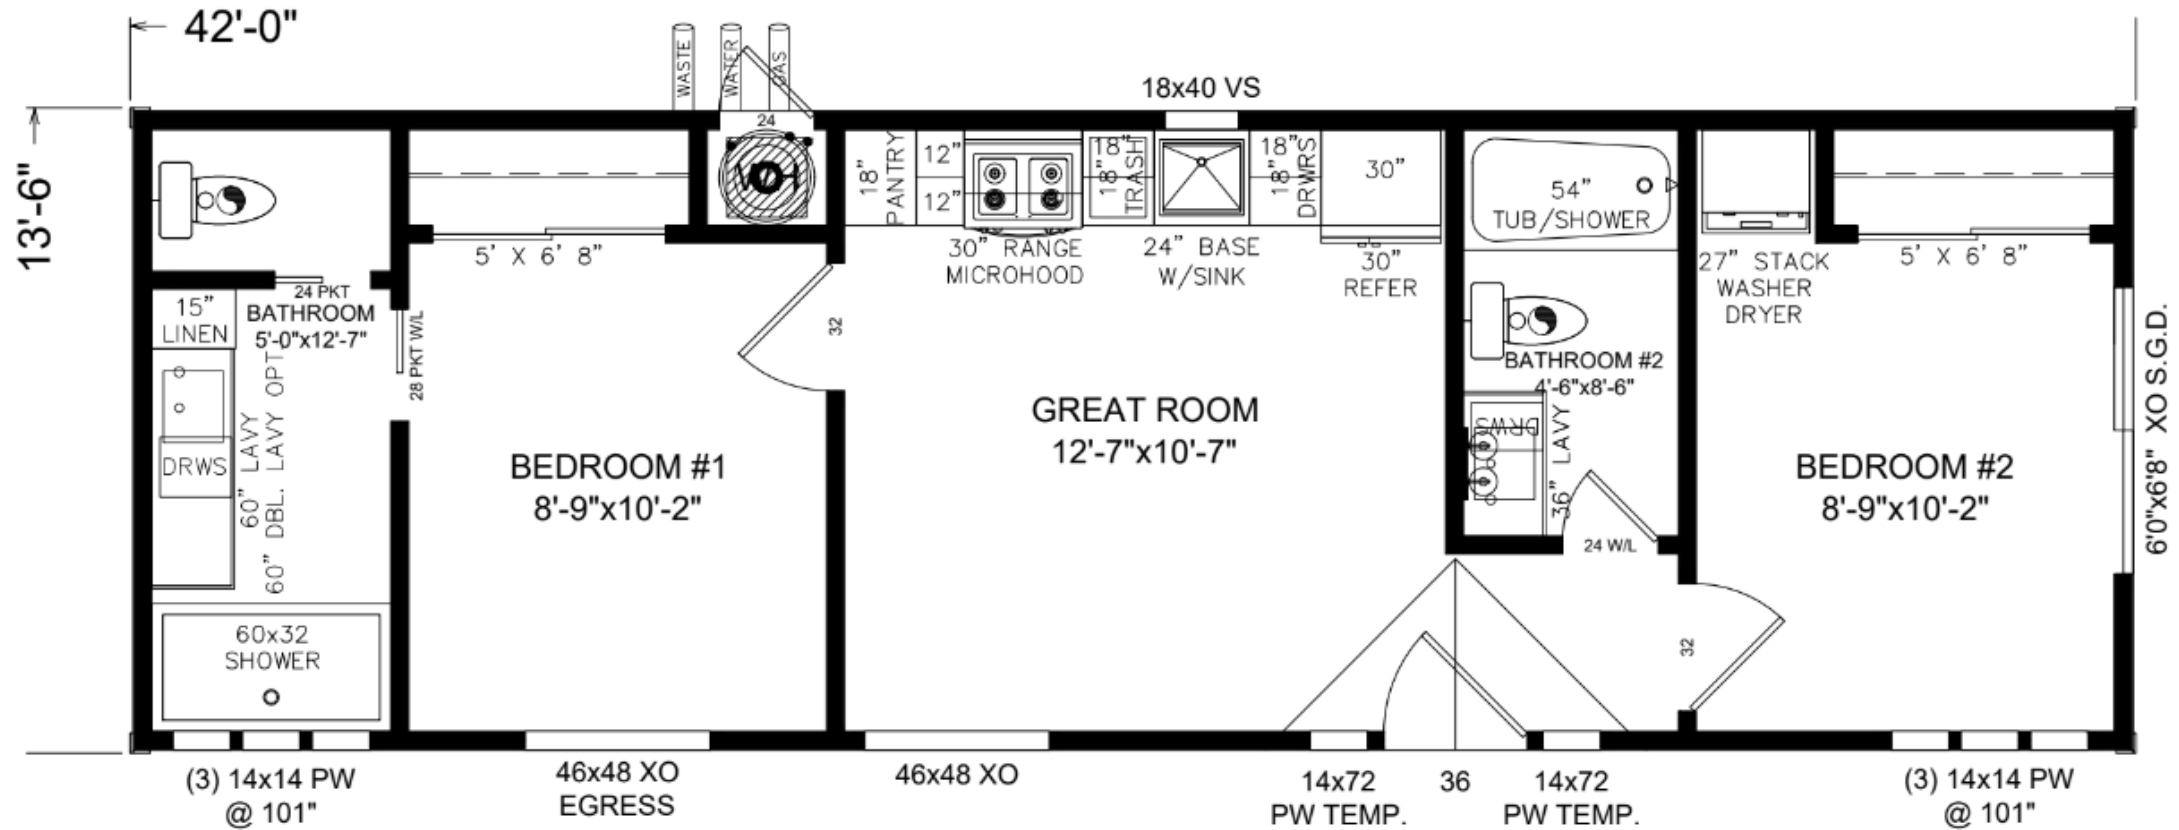 42'-0"
13'-6"
WASTE
WATER
GAS
18x40 VS
24
W H
18"
PANTRY
12"
12"
18"
18"
TRASH
18"
18"
DRWRS
30"
30" RANGE
MICROHOOD
24" BASE
W/SINK
30"
REFER
54"
TUB/SHOWER
27" STACK
WASHER
DRYER
5' X 6' 8"
5' X 6' 8"
24 PKT
BATHROOM
5'-0"x12'-7"
15"
LINEN
28 PKT W/L
32
DRWS
60" LAVY
60" DBL. LAVY OPT
60x32
SHOWER
BEDROOM #1
8'-9"x10'-2"
GREAT ROOM
12'-7"x10'-7"
BATHROOM #2
4'-6"x8'-6"
DRWS
36" LAVY
24 W/L
32
BEDROOM #2
8'-9"x10'-2"
6'0"x6'8" XO S.G.D.
(3) 14x14 PW
@ 101"
46x48 XO
EGRESS
46x48 XO
14x72
PW TEMP.
36
14x72
PW TEMP.
(3) 14x14 PW
@ 101"